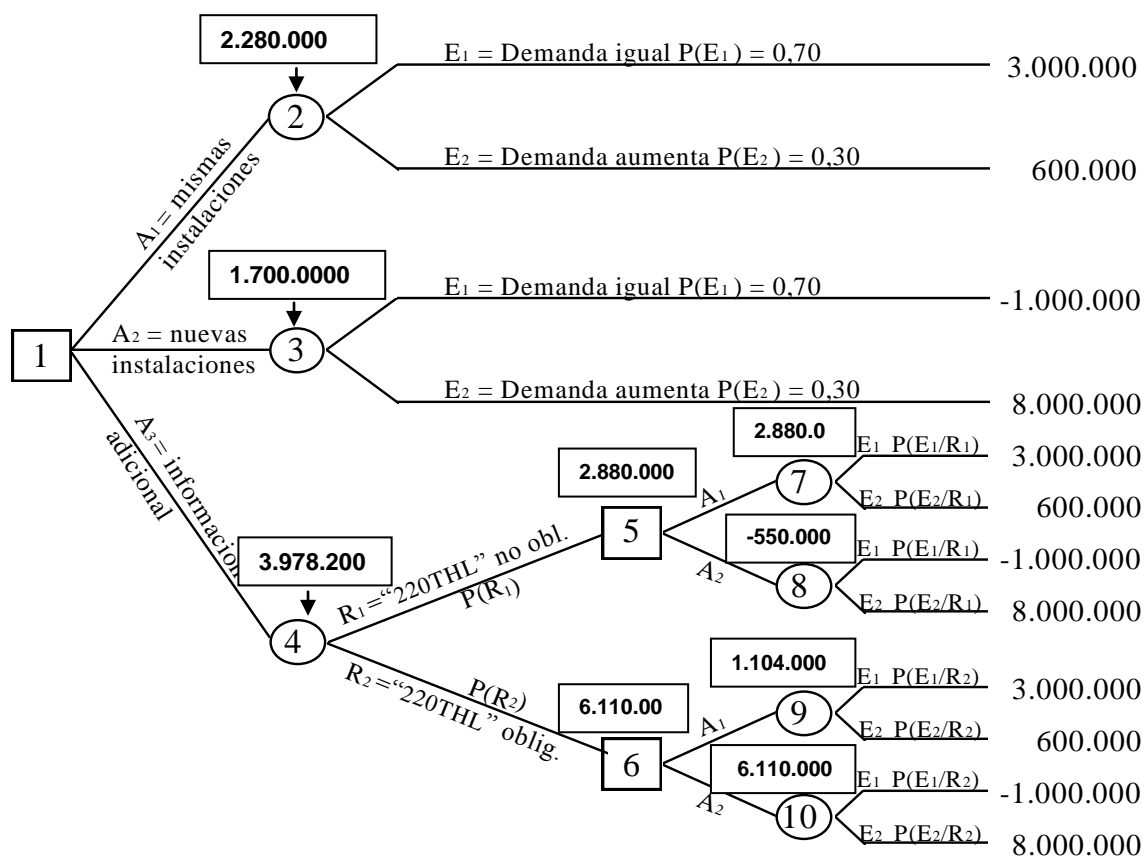 2.280.000
E₁ = Demanda igual P(E₁) = 0,70
3.000.000
2
E₂ = Demanda aumenta P(E₂) = 0,30
600.000
A₁ = mismas
instalaciones
1.700.0000
E₁ = Demanda igual P(E₁) = 0,70
-1.000.000
1
A₂ = nuevas
instalaciones
3
E₂ = Demanda aumenta P(E₂) = 0,30
8.000.000
A₃= informacion
adicional
2.880.0
E₁ P(E₁/R₁)
3.000.000
2.880.000
7
A₁
E₂ P(E₂/R₁)
600.000
5
-550.000
E₁ P(E₁/R₁)
-1.000.000
A₂
8
E₂ P(E₂/R₁)
8.000.000
3.978.200
R₁=“220THL” no obl.
P(R₁)
4
P(R₂)
R₂=“220THL” oblig.
1.104.000
E₁ P(E₁/R₂)
3.000.000
6.110.00
9
A₁
E₂ P(E₂/R₂)
600.000
6
6.110.000
E₁ P(E₁/R₂)
-1.000.000
A₂
10
E₂ P(E₂/R₂)
8.000.000